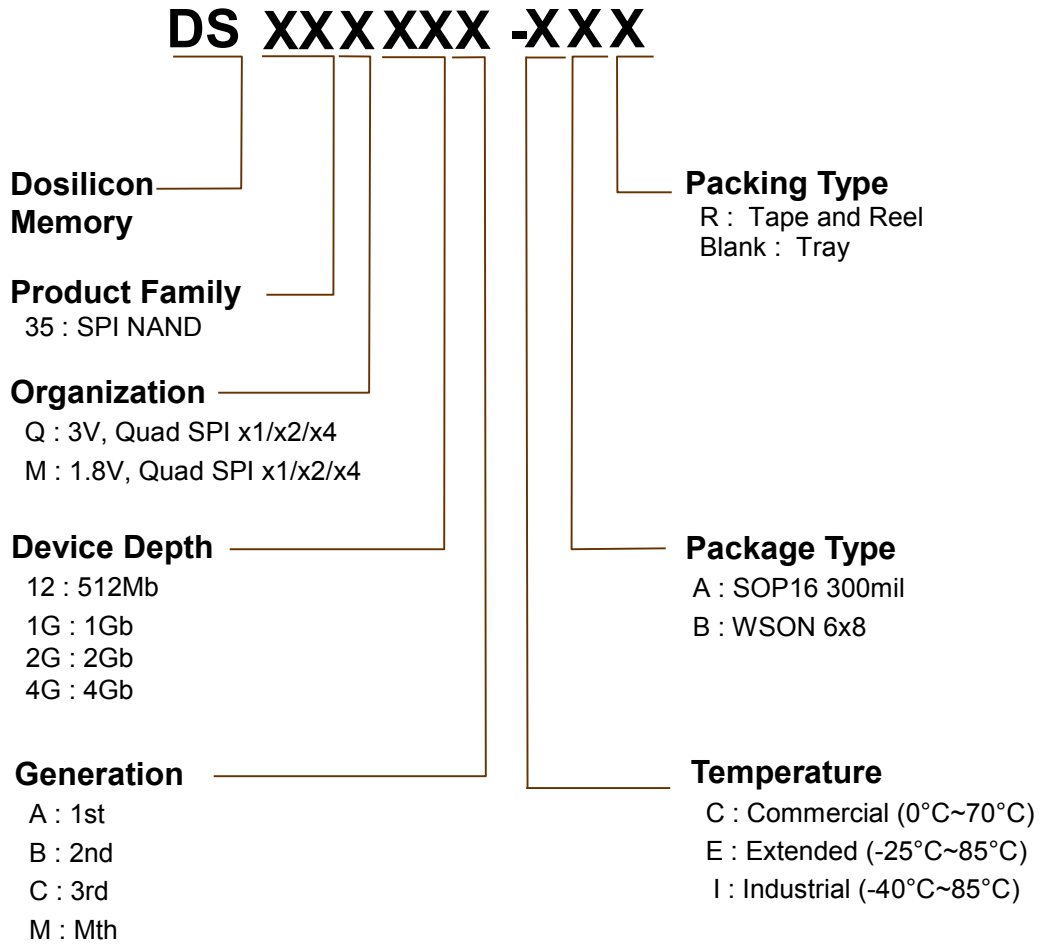 DS XXXXXX -XXX
Dosilicon
Memory
Product Family
35 : SPI NAND
Organization
Q : 3V, Quad SPI x1/x2/x4
M : 1.8V, Quad SPI x1/x2/x4
Device Depth
12 : 512Mb
1G : 1Gb
2G : 2Gb
4G : 4Gb
Generation
A : 1st
B : 2nd
C : 3rd
M : Mth
Packing Type
R : Tape and Reel
Blank : Tray
Package Type
A : SOP16 300mil
B : WSON 6x8
Temperature
C : Commercial (0°C~70°C)
E : Extended (-25°C~85°C)
I : Industrial (-40°C~85°C)